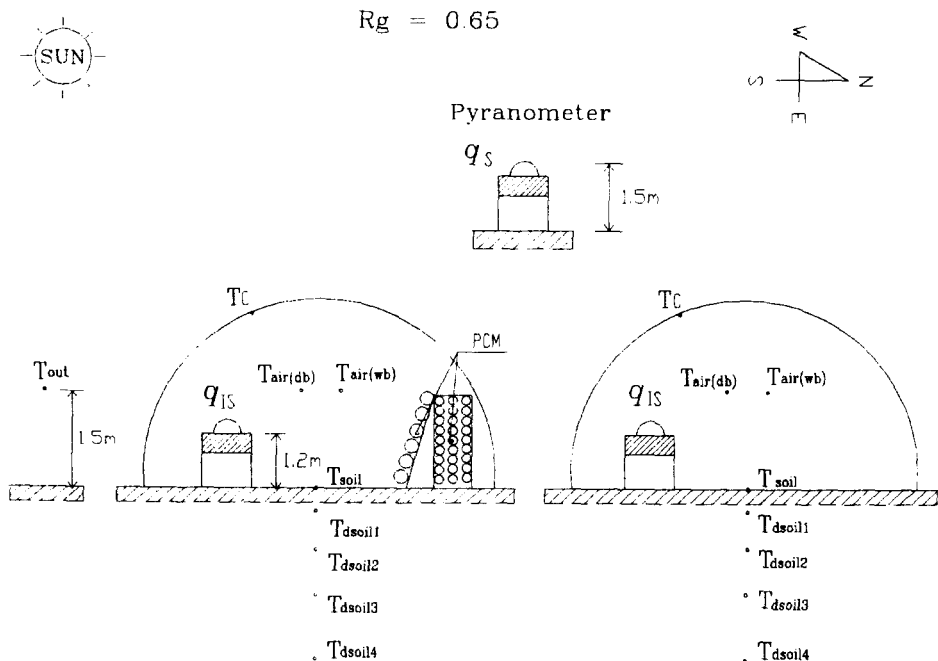 Rg = 0.65
SUN
W
S N
E
Pyranometer
qS
1.5m
TC
PCM
Tout
Tair(db) Tair(wb)
qIS
1.5m
1.2m
Tsoil
Tdsoil1
Tdsoil2
Tdsoil3
Tdsoil4
TC
Tair(db) Tair(wb)
qIS
Tsoil
Tdsoil1
Tdsoil2
Tdsoil3
Tdsoil4